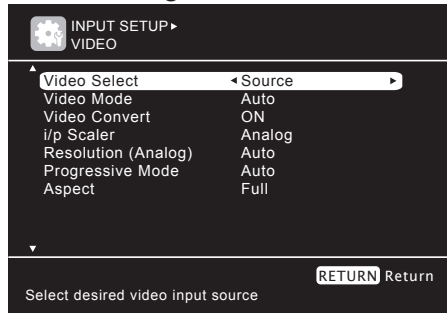 INPUT SETUP▸
VIDEO
Video Select ◂Source ▸
Video Mode Auto
Video Convert ON
i/p Scaler Analog
Resolution (Analog) Auto
Progressive Mode Auto
Aspect Full
RETURN Return
Select desired video input source